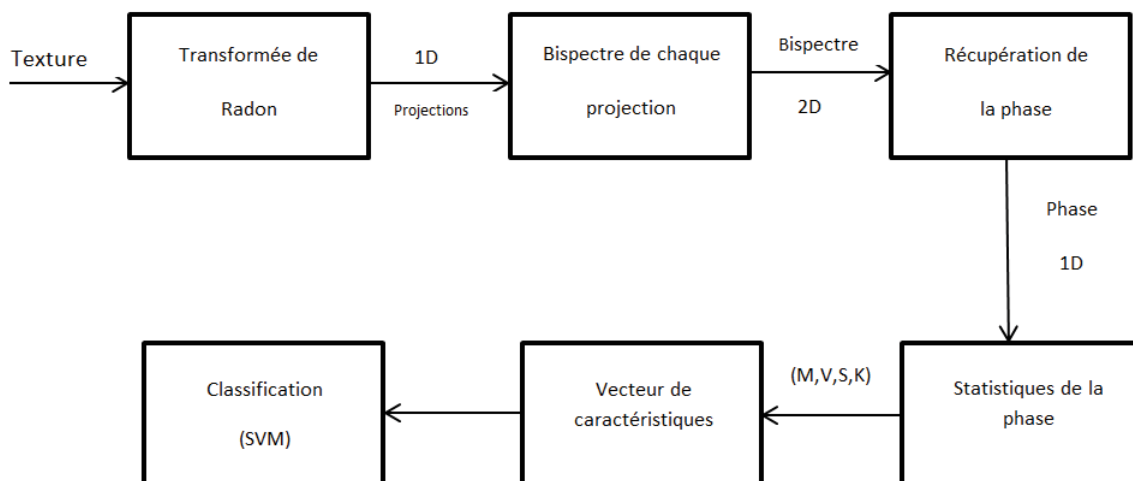 Texture
Transformée de
Radon
1D
Projections
Bispectre de chaque
projection
Bispectre
2D
Récupération de
la phase
Phase
1D
Statistiques de la
phase
(M,V,S,K)
Vecteur de
caractéristiques
Classification
(SVM)